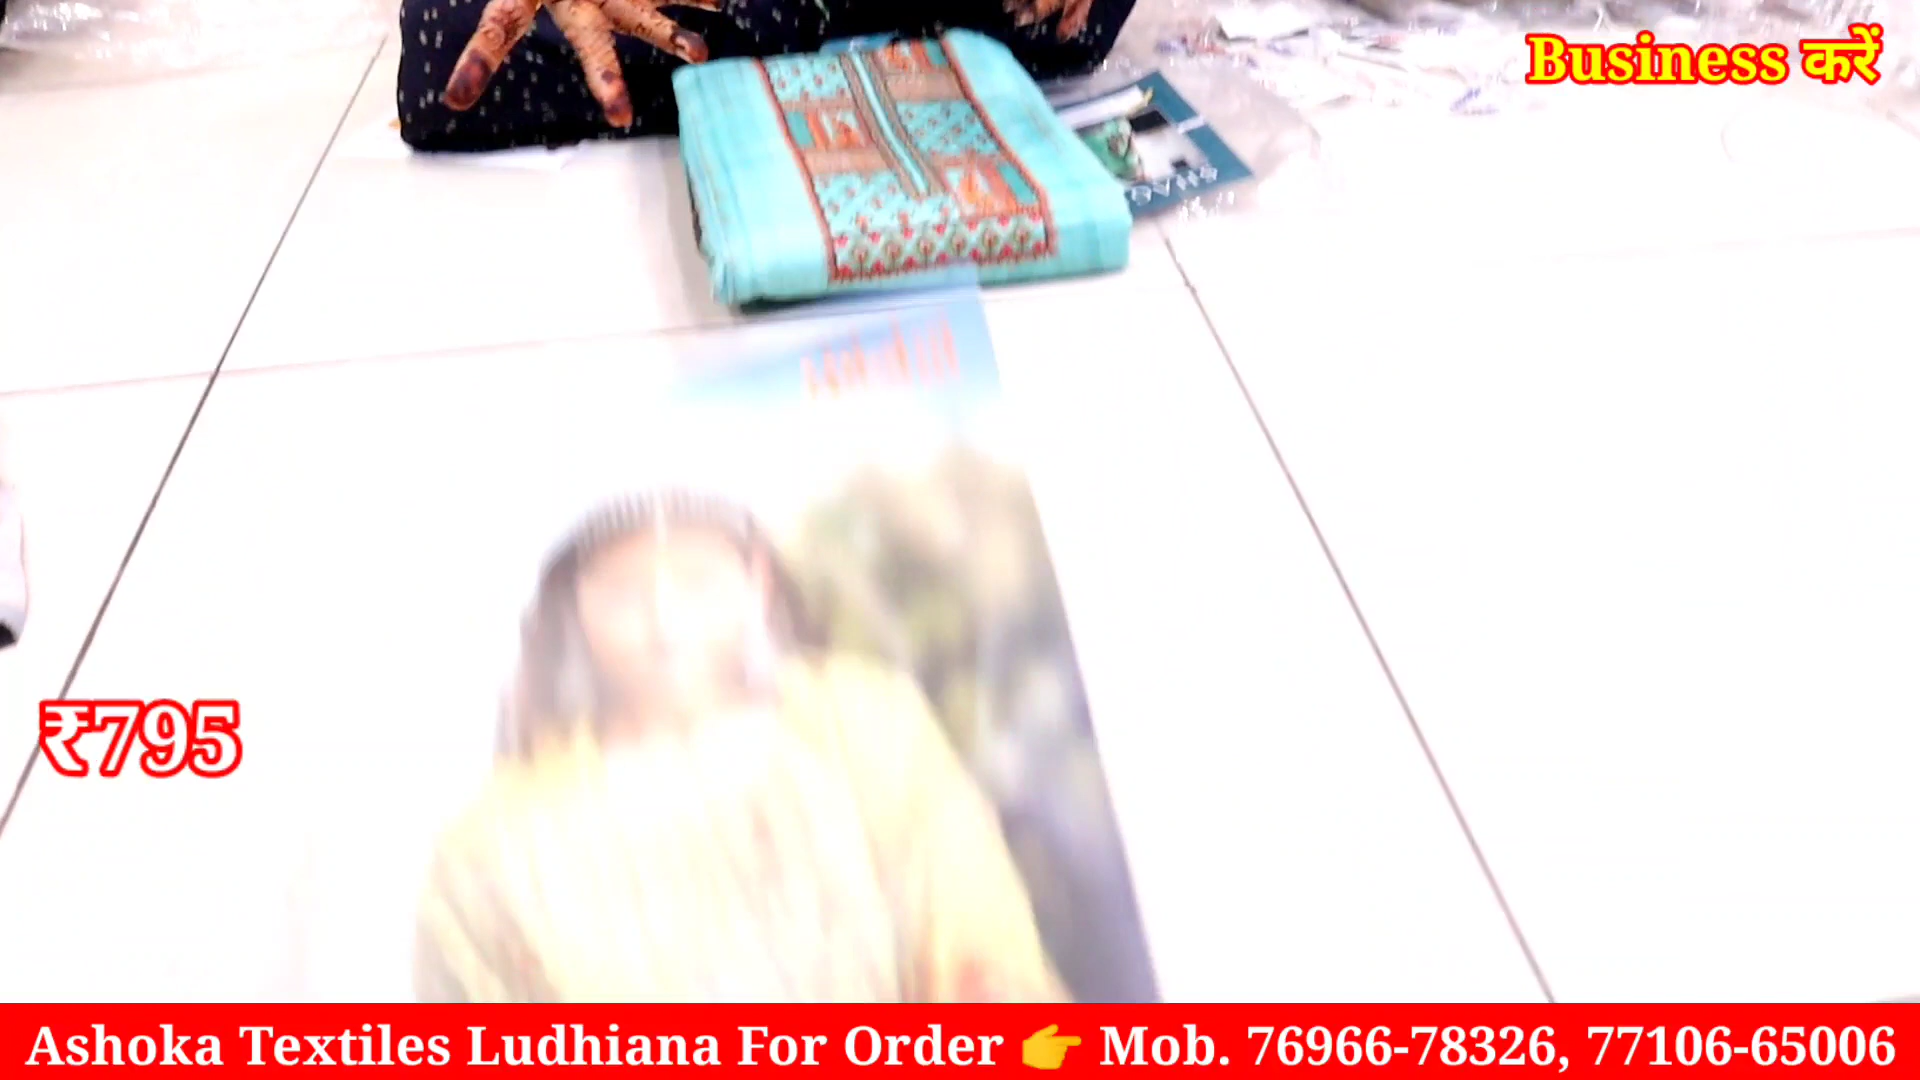 Business करें
₹795
Ashoka Textiles Ludhiana For Order 👉 Mob. 76966-78326, 77106-65006